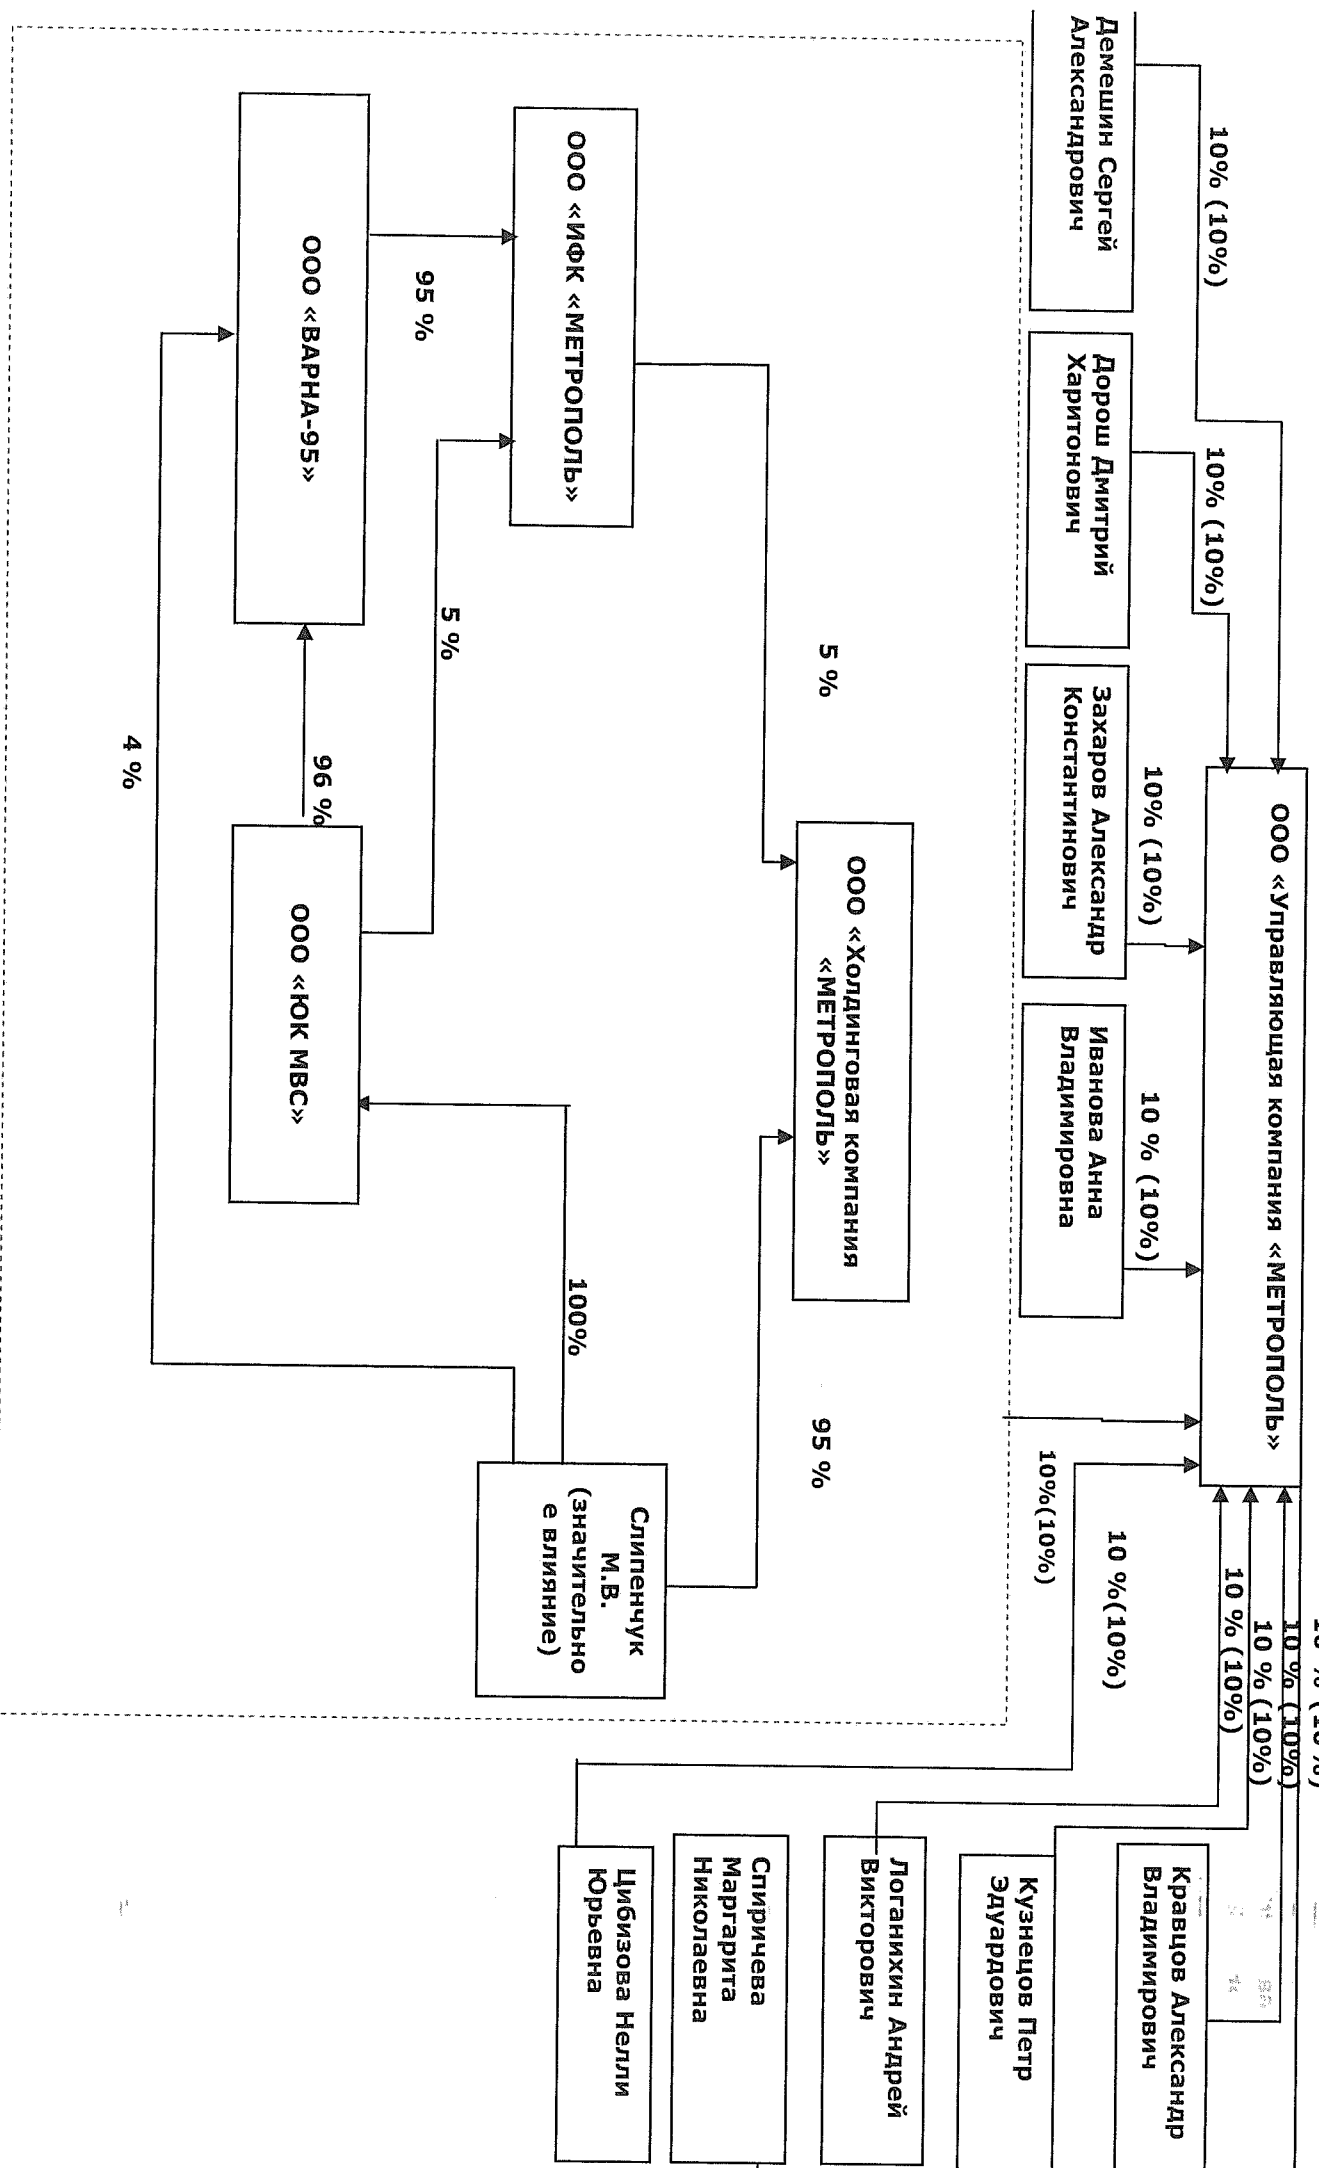 10% (10%)
Демешин Сергей
Александрович
10% (10%)
Дорош Дмитрий
Харитонович
10% (10%)
Захаров Александр
Константинович
10 % (10%)
Иванова Анна
Владимировна
ООО «Управляющая компания «МЕТРОПОЛЬ»
10%(10%)
10 %(10%)
10 % (10%)
10 % (10%)
10 % (10%)
Кравцов Александр
Владимирович
Кузнецов Петр
Эдуардович
Логанихин Андрей
Викторович
Спиричева
Маргарита
Николаевна
Цибизова Нелли
Юрьевна
5 %
ООО «Холдинговая компания
«МЕТРОПОЛЬ»
95 %
ООО «ИФК «МЕТРОПОЛЬ»
95 %
5 %
100%
Слипенчук
М.В.
(значительно
е влияние)
ООО «ВАРНА-95»
96 %
ООО «ЮК МВС»
4 %